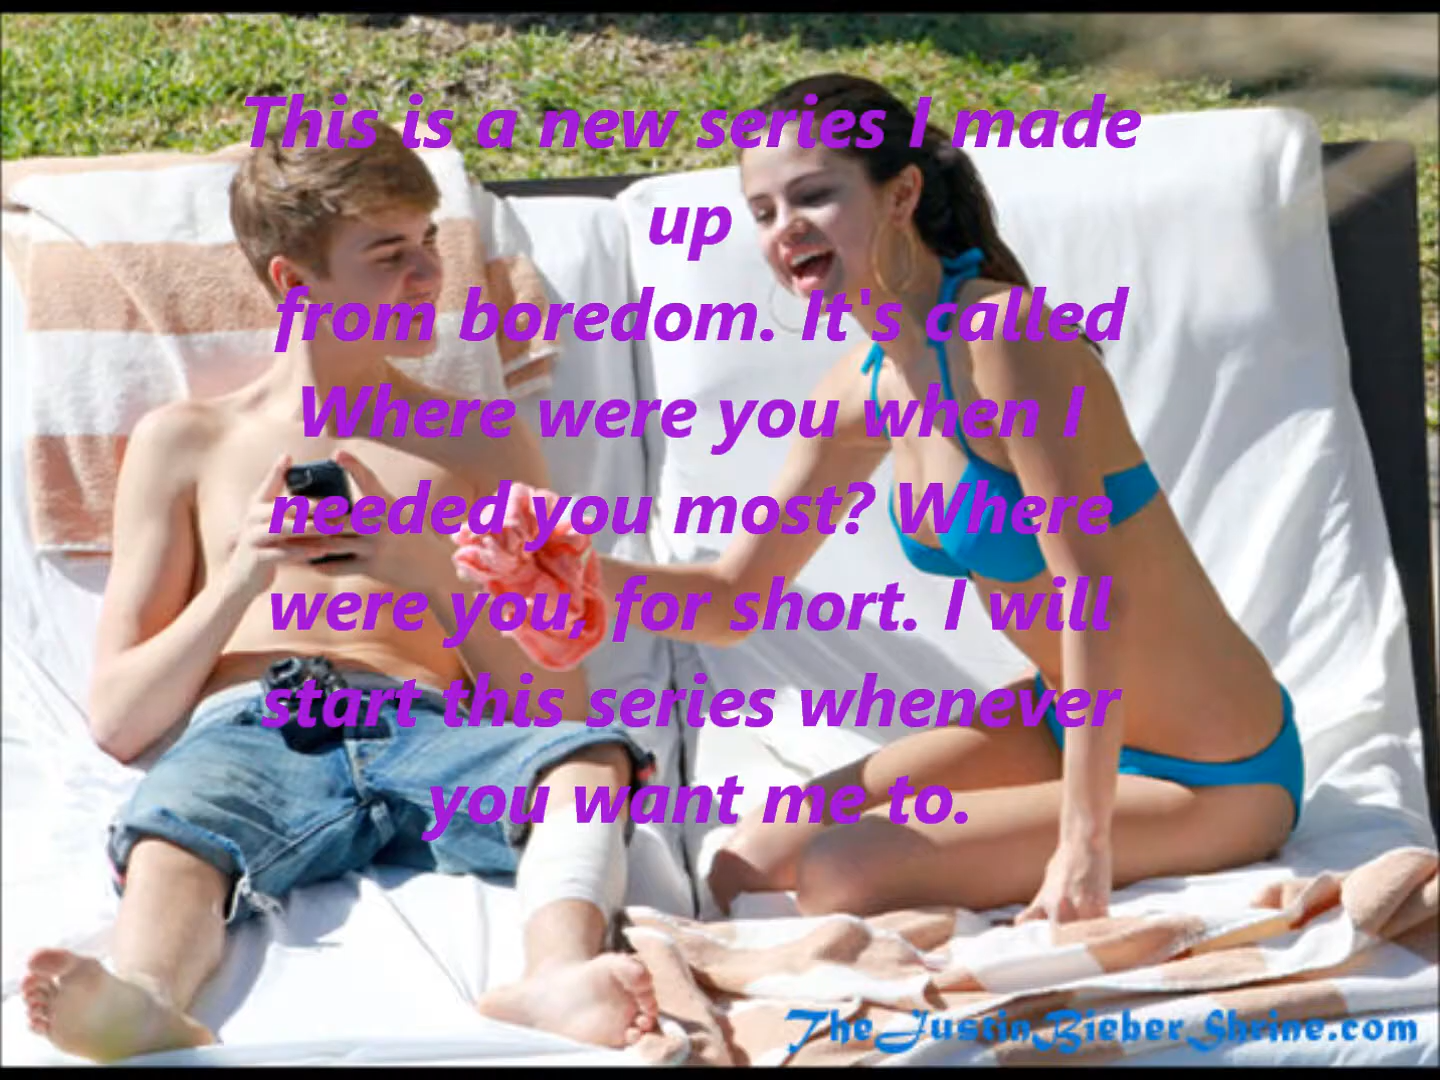 This is a new series I made
up
from boredom. It's called
Where were you when I
needed you most? Where
were you, for short. I will
start this series whenever
you want me to.
TheJustinBieberShrine.com